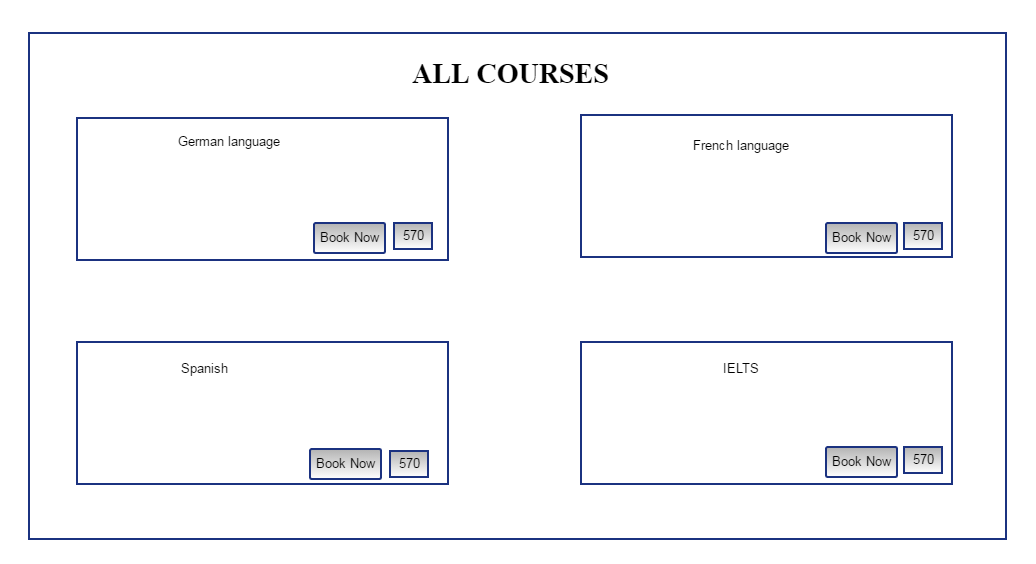 ALL COURSES
German language
Book Now 570
French language
Book Now 570
Spanish
Book Now 570
IELTS
Book Now 570